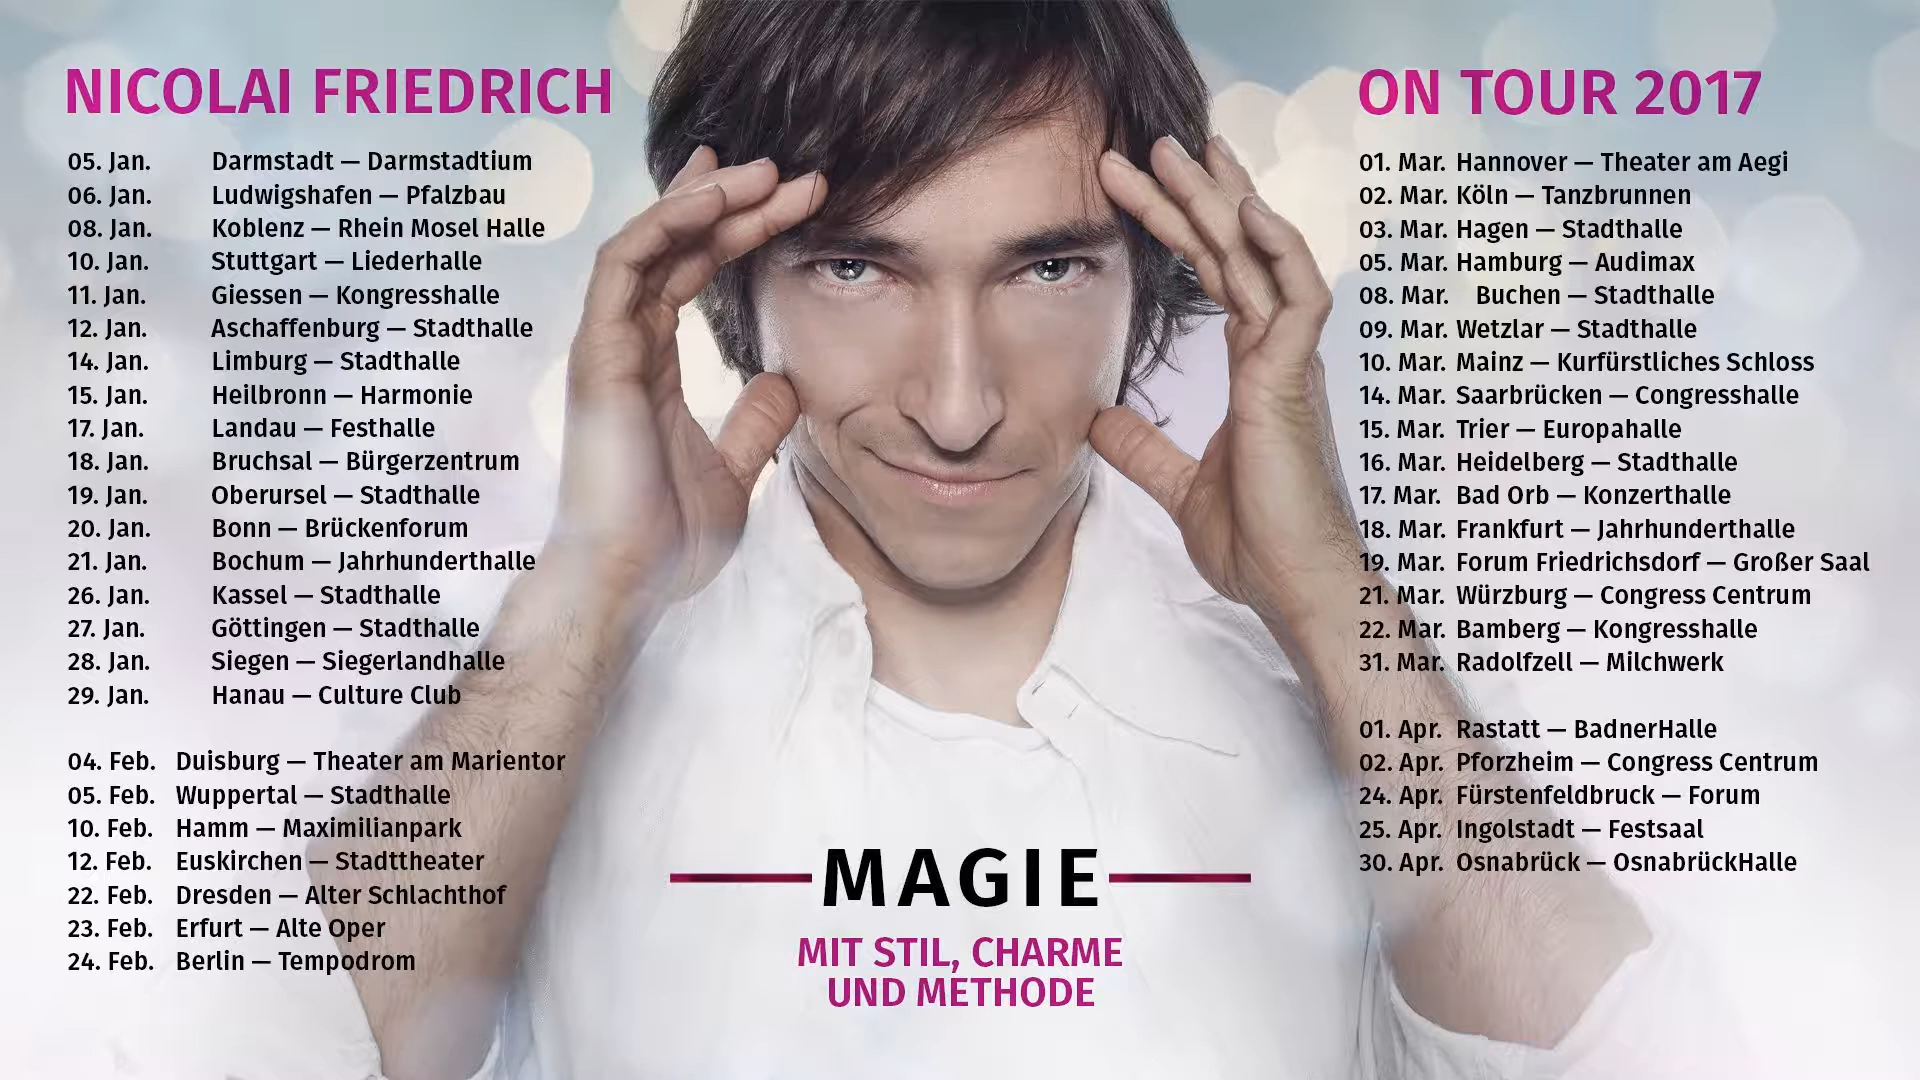 NICOLAI FRIEDRICH
05. Jan. Darmstadt — Darmstadtium
06. Jan. Ludwigshafen — Pfalzbau
08. Jan. Koblenz — Rhein Mosel Halle
10. Jan. Stuttgart — Liederhalle
11. Jan. Giessen — Kongresshalle
12. Jan. Aschaffenburg — Stadthalle
14. Jan. Limburg — Stadthalle
15. Jan. Heilbronn — Harmonie
17. Jan. Landau — Festhalle
18. Jan. Bruchsal — Bürgerzentrum
19. Jan. Oberursel — Stadthalle
20. Jan. Bonn — Brückenforum
21. Jan. Bochum — Jahrhunderthalle
26. Jan. Kassel — Stadthalle
27. Jan. Göttingen — Stadthalle
28. Jan. Siegen — Siegerlandhalle
29. Jan. Hanau — Culture Club
04. Feb. Duisburg — Theater am Marientor
05. Feb. Wuppertal — Stadthalle
10. Feb. Hamm — Maximilianpark
12. Feb. Euskirchen — Stadttheater
22. Feb. Dresden — Alter Schlachthof
23. Feb. Erfurt — Alte Oper
24. Feb. Berlin — Tempodrom
MAGIE
MIT STIL, CHARME
UND METHODE
ON TOUR 2017
01. Mar. Hannover — Theater am Aegi
02. Mar. Köln — Tanzbrunnen
03. Mar. Hagen — Stadthalle
05. Mar. Hamburg — Audimax
08. Mar. Buchen — Stadthalle
09. Mar. Wetzlar — Stadthalle
10. Mar. Mainz — Kurfürstliches Schloss
14. Mar. Saarbrücken — Congresshalle
15. Mar. Trier — Europahalle
16. Mar. Heidelberg — Stadthalle
17. Mar. Bad Orb — Konzerthalle
18. Mar. Frankfurt — Jahrhunderthalle
19. Mar. Forum Friedrichsdorf — Großer Saal
21. Mar. Würzburg — Congress Centrum
22. Mar. Bamberg — Kongresshalle
31. Mar. Radolfzell — Milchwerk
01. Apr. Rastatt — BadnerHalle
02. Apr. Pforzheim — Congress Centrum
24. Apr. Fürstenfeldbruck — Forum
25. Apr. Ingolstadt — Festsaal
30. Apr. Osnabrück — OsnabrückHalle